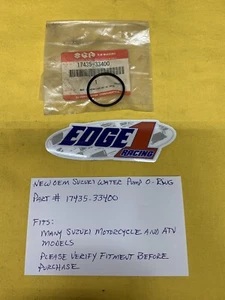 SUZUKI
17435-33400
EDGE 1
RACING
NEW OEM SUZUKI WATER PUMP O-RING
PART # 17435-33400
FITS:
MANY SUZUKI MOTORCYCLE AND ATV
MODELS
PLEASE VERIFY FITMENT BEFORE
PURCHASE